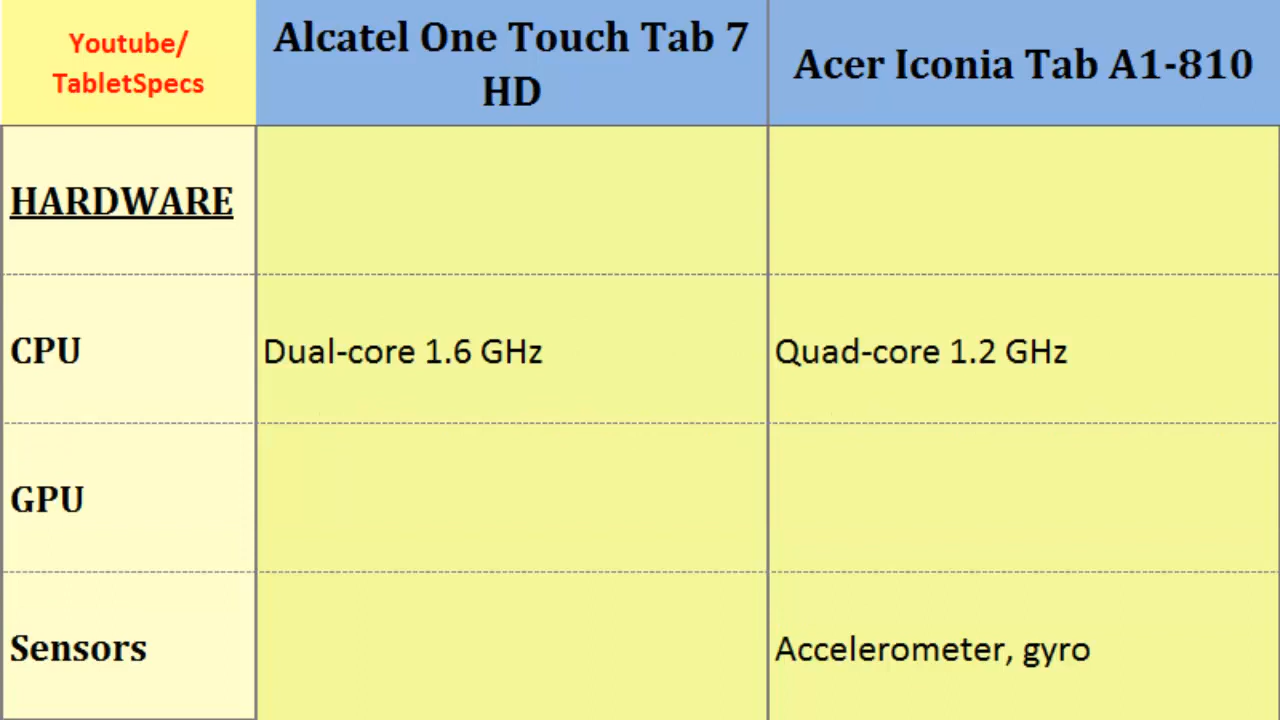 Youtube/
TabletSpecs
Alcatel One Touch Tab 7
HD
Acer Iconia Tab A1-810
HARDWARE
CPU
Dual-core 1.6 GHz
Quad-core 1.2 GHz
GPU
Sensors
Accelerometer, gyro